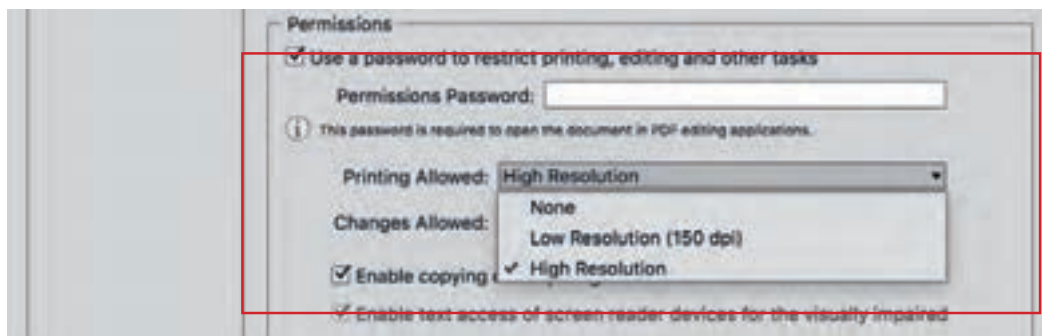 Permissions
Use a password to restrict printing, editing and other tasks
Permissions Password:
This password is required to open the document in PDF editing applications.
Printing Allowed: High Resolution
None
Changes Allowed:
Low Resolution (150 dpi)
High Resolution
Enable copying
Enable text access of screen reader devices for the visually impaired